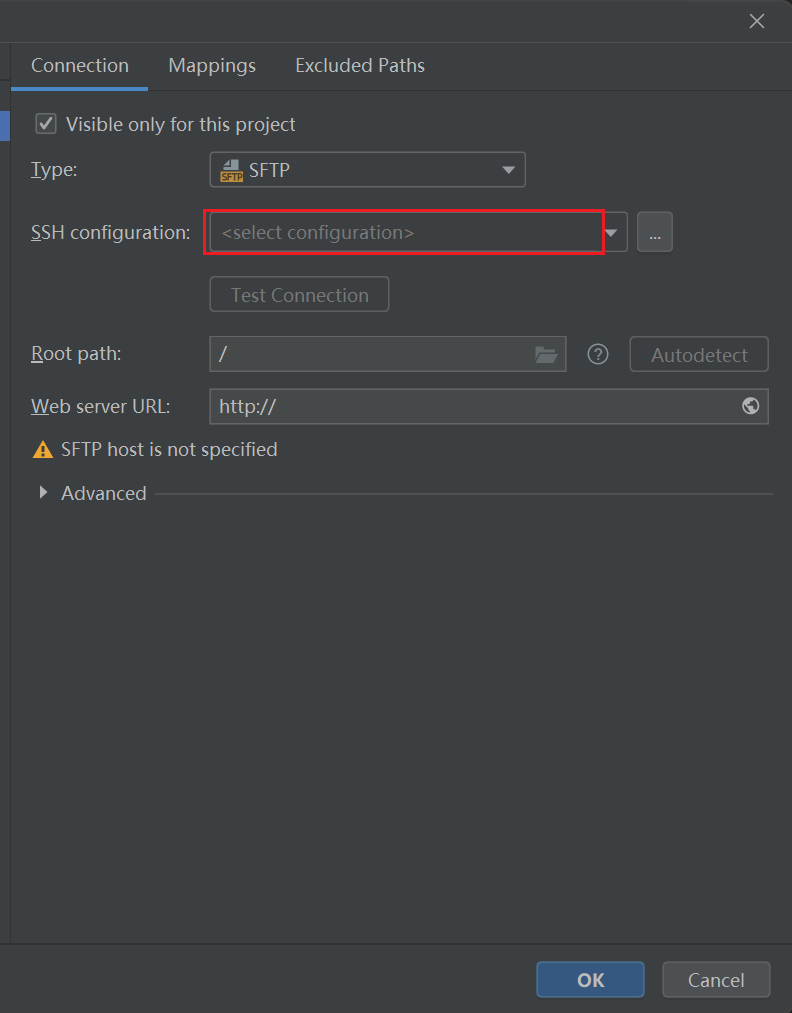 Connection Mappings Excluded Paths
Visible only for this project
Type: SFTP SFTP
SSH configuration: <select configuration> ...
Test Connection
Root path: / ? Autodetect
Web server URL: http://
SFTP host is not specified
Advanced
OK Cancel